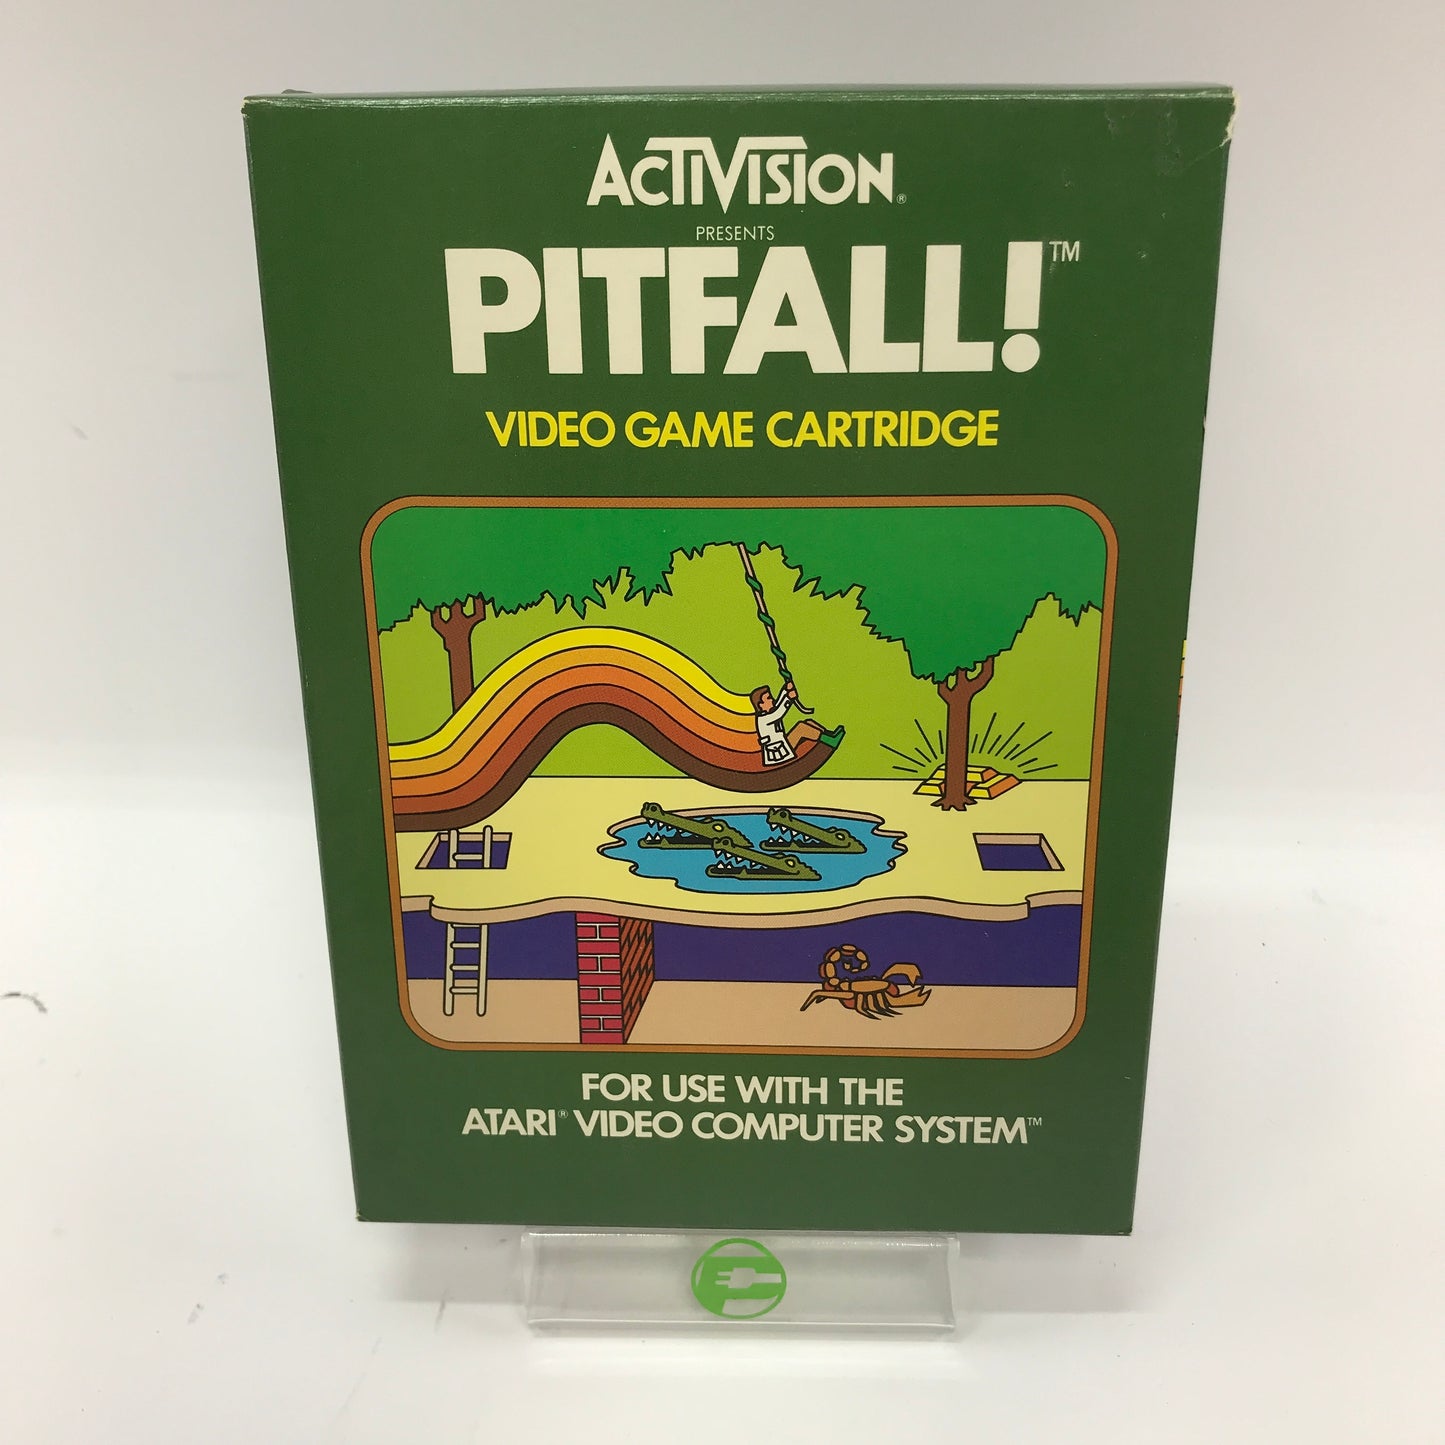 ACTIVISION®
PRESENTS
PITFALL!™
VIDEO GAME CARTRIDGE
FOR USE WITH THE
ATARI® VIDEO COMPUTER SYSTEM™